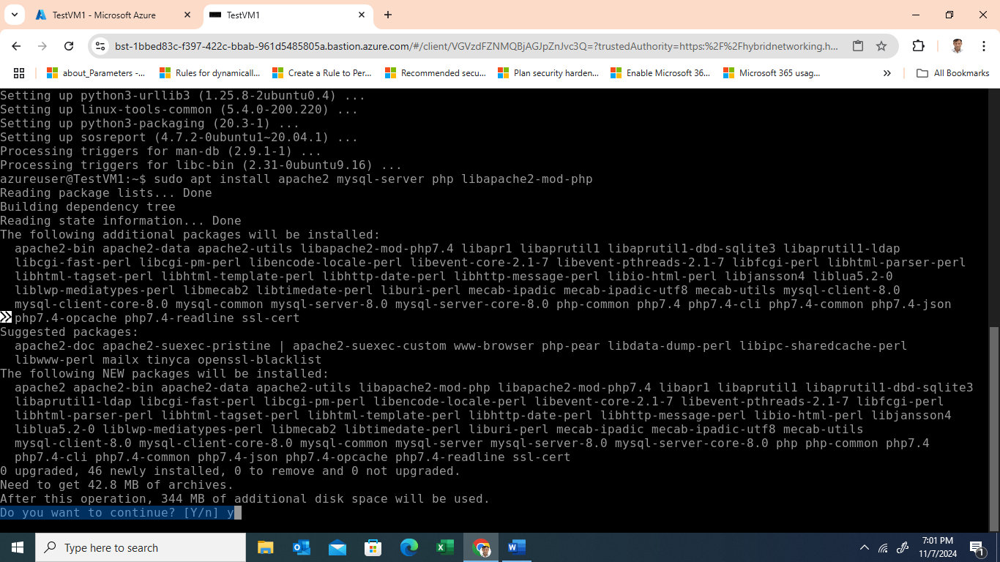 TestVM1 - Microsoft Azure
TestVM1
bst-1bbed83c-f397-422c-bbab-961d5485805a.bastion.azure.com/#/client/VGVzdFZNMQBjAGJpZnJvc3Q=?trustedAuthority=https:%2F%2Fhybridnetworking.h...
about_Parameters -... Rules for dynamicall... Create a Rule to Per... Recommended secu... Plan security harden... Enable Microsoft 36... Microsoft 365 usag... » All Bookmarks
Setting up python3-urllib3 (1.25.8-2ubuntu0.4) ...
Setting up linux-tools-common (5.4.0-200.220) ...
Setting up python3-packaging (20.3-1) ...
Setting up sosreport (4.7.2-0ubuntu1~20.04.1) ...
Processing triggers for man-db (2.9.1-1) ...
Processing triggers for libc-bin (2.31-0ubuntu9.16) ...
azureuser@TestVM1:~$ sudo apt install apache2 mysql-server php libapache2-mod-php
Reading package lists... Done
Building dependency tree
Reading state information... Done
The following additional packages will be installed:
apache2-bin apache2-data apache2-utils libapache2-mod-php7.4 libapr1 libaprutil1 libaprutil1-dbd-sqlite3 libaprutil1-ldap
libcgi-fast-perl libcgi-pm-perl libencode-locale-perl libevent-core-2.1-7 libevent-pthreads-2.1-7 libfcgi-perl libhtml-parser-perl
libhtml-tagset-perl libhtml-template-perl libhttp-date-perl libhttp-message-perl libio-html-perl libjansson4 liblua5.2-0
liblwp-mediatypes-perl libmecab2 libtimedate-perl liburi-perl mecab-ipadic mecab-ipadic-utf8 mecab-utils mysql-client-8.0
mysql-client-core-8.0 mysql-common mysql-server-8.0 mysql-server-core-8.0 php-common php7.4 php7.4-cli php7.4-common php7.4-json
php7.4-opcache php7.4-readline ssl-cert
Suggested packages:
apache2-doc apache2-suexec-pristine | apache2-suexec-custom www-browser php-pear libdata-dump-perl libipc-sharedcache-perl
libwww-perl mailx tinyca openssl-blacklist
The following NEW packages will be installed:
apache2 apache2-bin apache2-data apache2-utils libapache2-mod-php libapache2-mod-php7.4 libapr1 libaprutil1 libaprutil1-dbd-sqlite3
libaprutil1-ldap libcgi-fast-perl libcgi-pm-perl libencode-locale-perl libevent-core-2.1-7 libevent-pthreads-2.1-7 libfcgi-perl
libhtml-parser-perl libhtml-tagset-perl libhtml-template-perl libhttp-date-perl libhttp-message-perl libio-html-perl libjansson4
liblua5.2-0 liblwp-mediatypes-perl libmecab2 libtimedate-perl liburi-perl mecab-ipadic mecab-ipadic-utf8 mecab-utils
mysql-client-8.0 mysql-client-core-8.0 mysql-common mysql-server mysql-server-8.0 mysql-server-core-8.0 php php-common php7.4
php7.4-cli php7.4-common php7.4-json php7.4-opcache php7.4-readline ssl-cert
0 upgraded, 46 newly installed, 0 to remove and 0 not upgraded.
Need to get 42.8 MB of archives.
After this operation, 344 MB of additional disk space will be used.
Do you want to continue? [Y/n] y
Type here to search
7:01 PM
11/7/2024
1